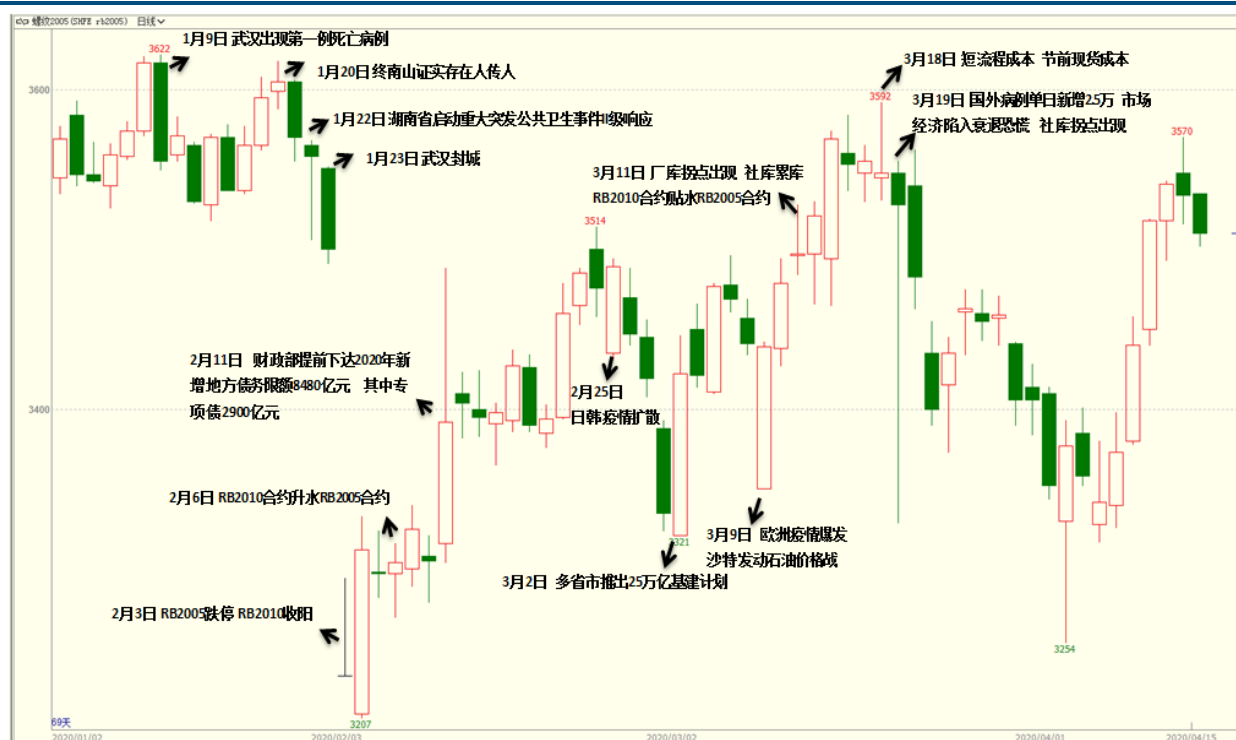 螺纹2005(SHFE rb2005) 日线
1月9日 武汉出现第一例死亡病例
3622
1月20日 终南山证实存在人传人
3月18日 短流程成本 节前现货成本
3592
3600
3月19日 国外病例单日新增2.5万 市场
经济陷入衰退恐慌 社库拐点出现
1月22日湖南省启动重大突发公共卫生事件I级响应
3570
1月23日 武汉封城
3月11日 厂库拐点出现 社库累库
RB2010合约贴水RB2005合约
3514
2月11日 财政部提前下达2020年新
增地方债务限额8480亿元 其中专
项债2900亿元
2月25日
日韩疫情扩散
3400
2月6日 RB2010合约升水RB2005合约
3月9日 欧洲疫情爆发
沙特发动石油价格战
3321
3月2日 多省市推出25万亿基建计划
2月3日 RB2005跌停 RB2010收阳
3254
69天
3207
2020/01/02
2020/02/03
2020/03/02
2020/04/01
2020/04/15